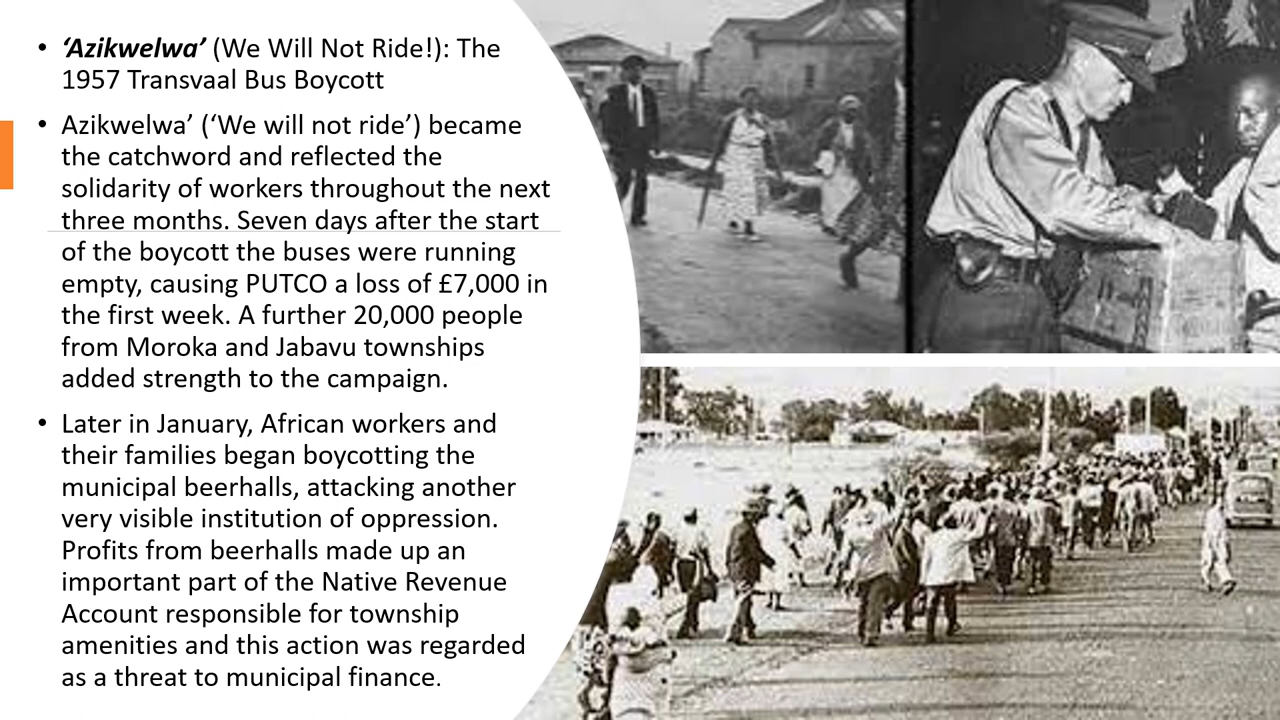 • ‘Azikwelwa’ (We Will Not Ride!): The
1957 Transvaal Bus Boycott
• Azikwelwa’ (‘We will not ride’) became
the catchword and reflected the
solidarity of workers throughout the next
three months. Seven days after the start
of the boycott the buses were running
empty, causing PUTCO a loss of £7,000 in
the first week. A further 20,000 people
from Moroka and Jabavu townships
added strength to the campaign.
• Later in January, African workers and
their families began boycotting the
municipal beerhalls, attacking another
very visible institution of oppression.
Profits from beerhalls made up an
important part of the Native Revenue
Account responsible for township
amenities and this action was regarded
as a threat to municipal finance.